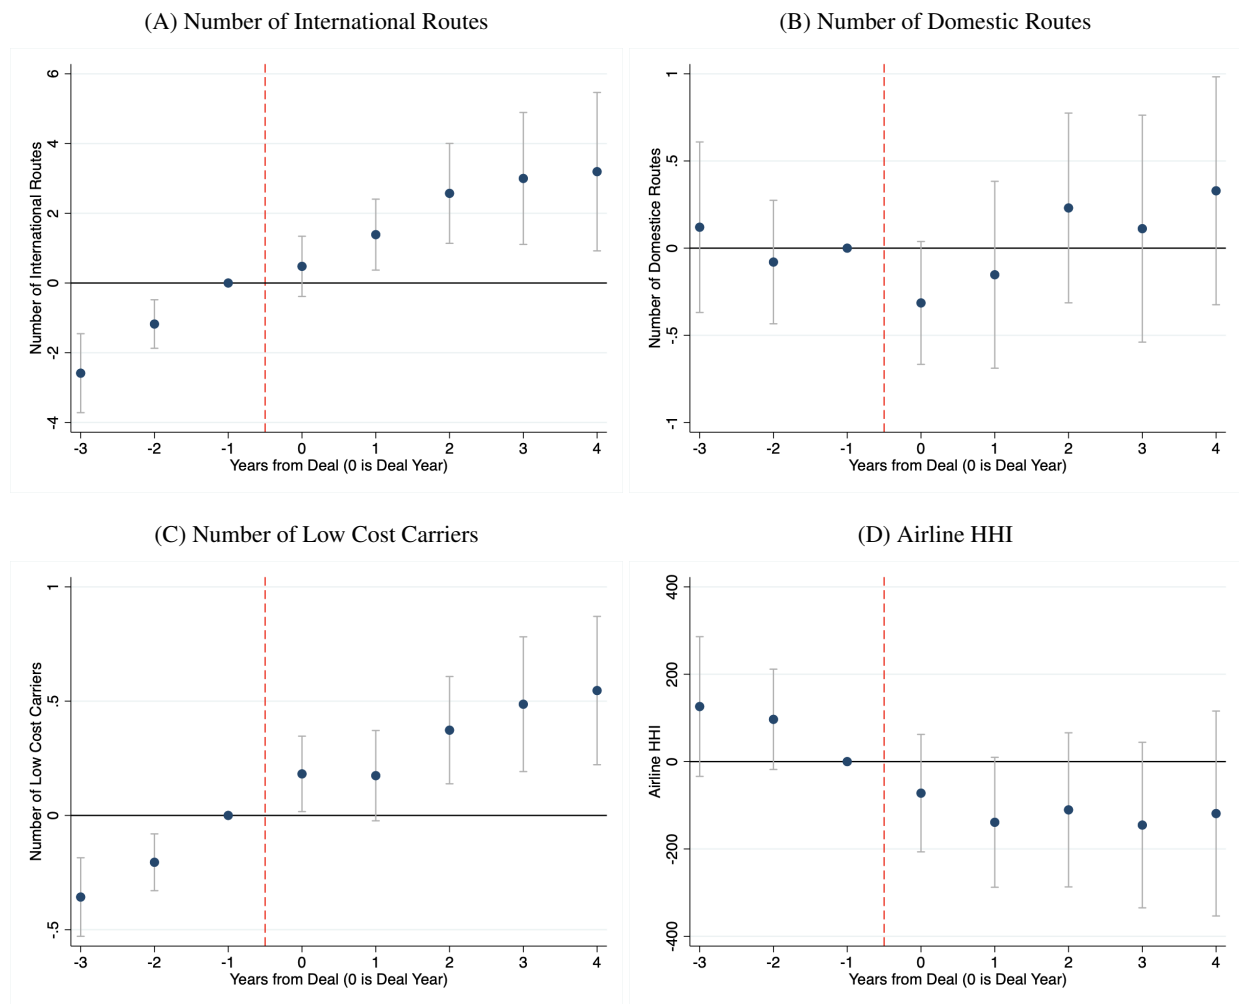 (A) Number of International Routes
Number of International Routes
6
4
2
0
-2
-4
-3 -2 -1 0 1 2 3 4
Years from Deal (0 is Deal Year)
(B) Number of Domestic Routes
Number of Domestice Routes
1
.5
0
-.5
-1
-3 -2 -1 0 1 2 3 4
Years from Deal (0 is Deal Year)
(C) Number of Low Cost Carriers
Number of Low Cost Carriers
1
.5
0
-.5
-3 -2 -1 0 1 2 3 4
Years from Deal (0 is Deal Year)
(D) Airline HHI
Airline HHI
400
200
0
-200
-400
-3 -2 -1 0 1 2 3 4
Years from Deal (0 is Deal Year)